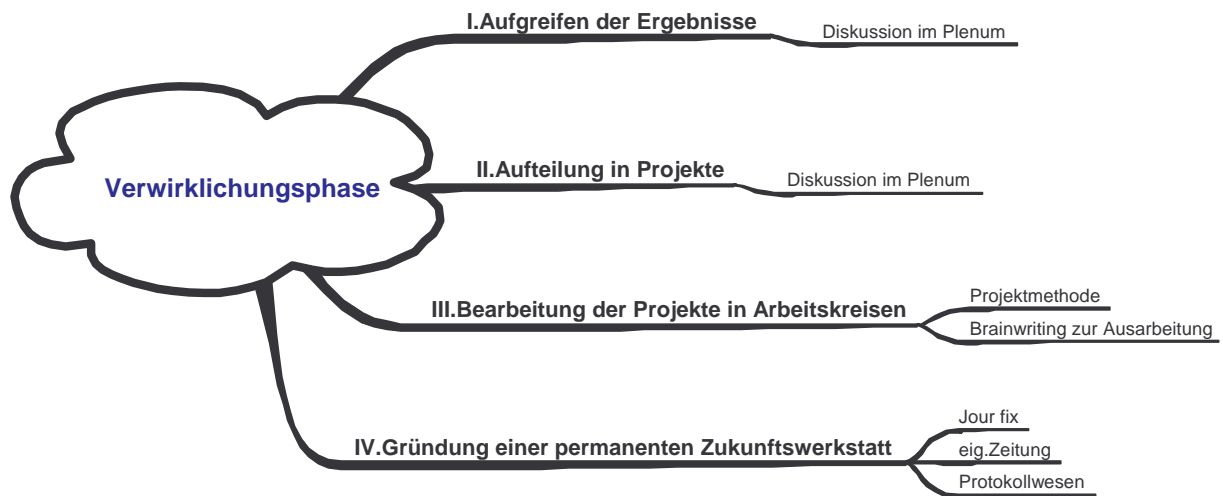 I.Aufgreifen der Ergebnisse
Diskussion im Plenum
Verwirklichungsphase
II.Aufteilung in Projekte
Diskussion im Plenum
III.Bearbeitung der Projekte in Arbeitskreisen
Projektmethode
Brainwriting zur Ausarbeitung
IV.Gründung einer permanenten Zukunftswerkstatt
Jour fix
eig.Zeitung
Protokollwesen